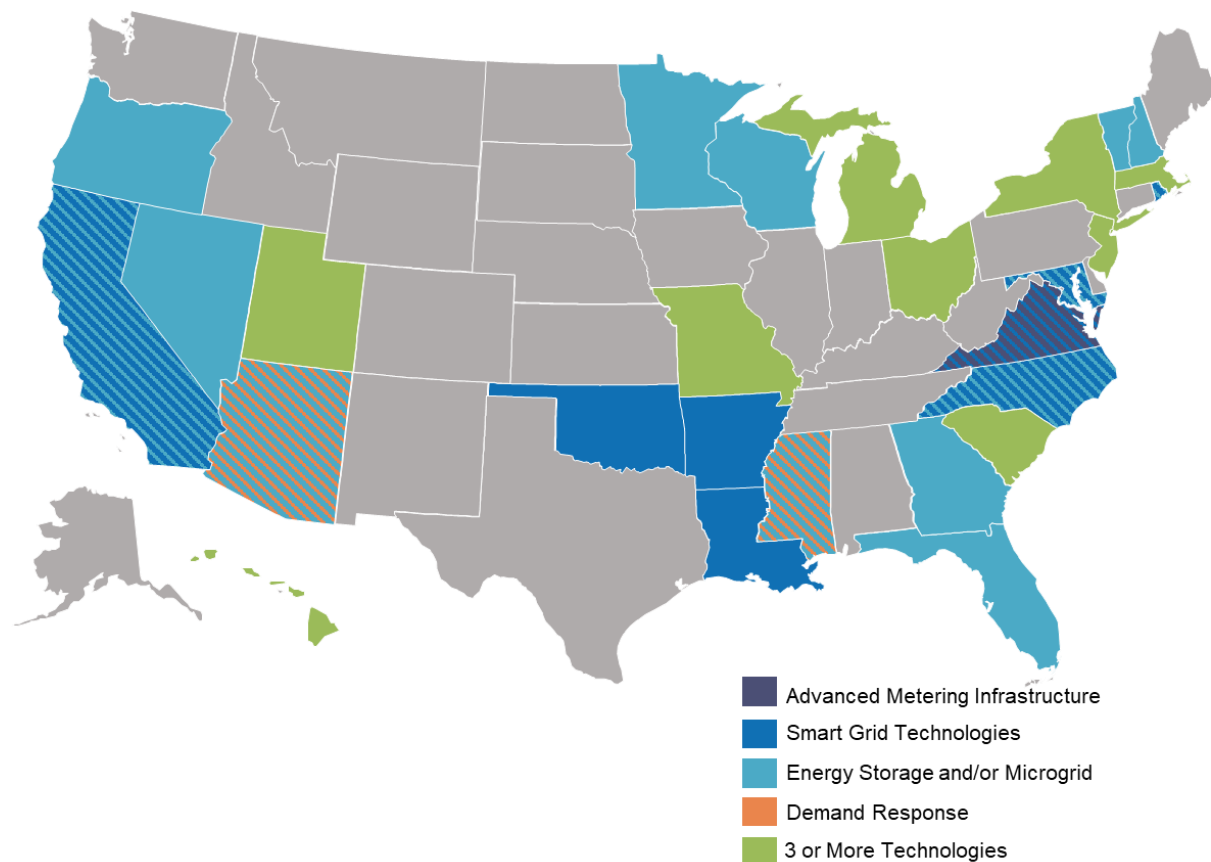 Advanced Metering Infrastructure
Smart Grid Technologies
Energy Storage and/or Microgrid
Demand Response
3 or More Technologies